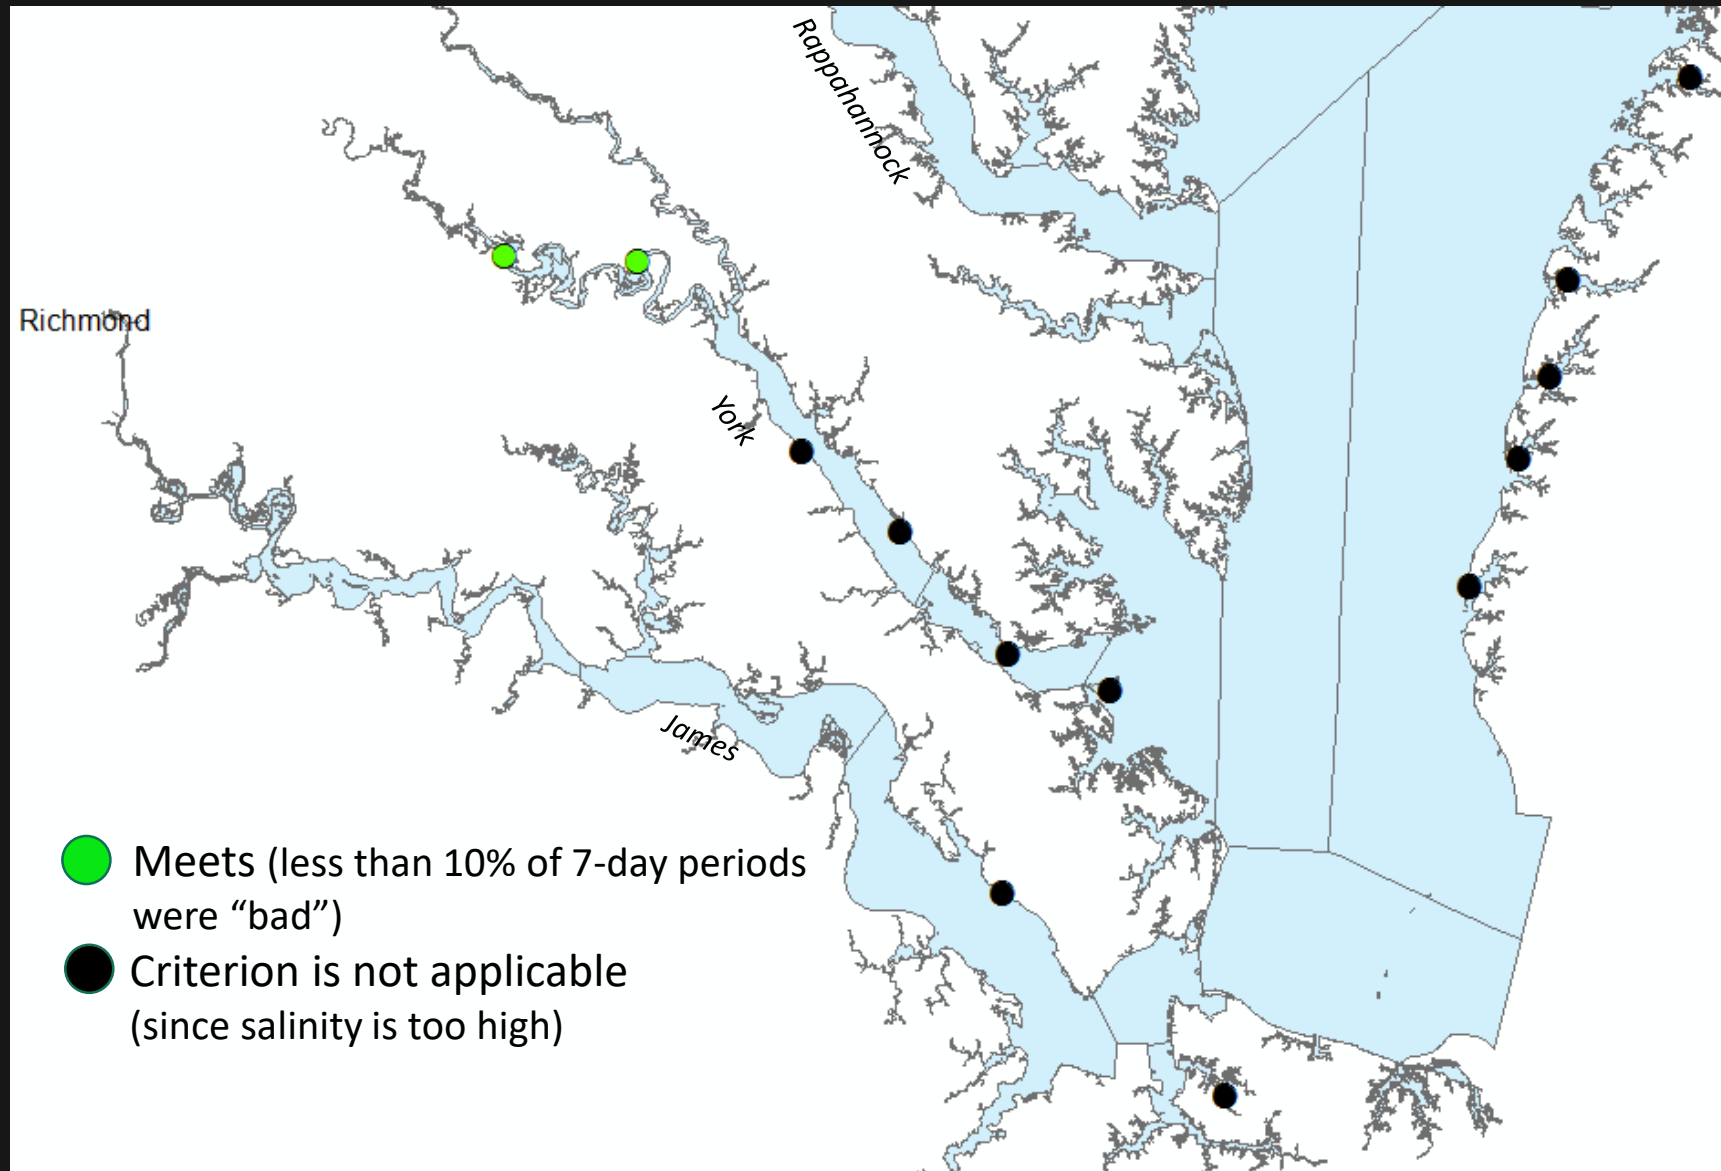 Rappahannock
Richmond
York
James
Meets (less than 10% of 7-day periods
were “bad”)
Criterion is not applicable
(since salinity is too high)